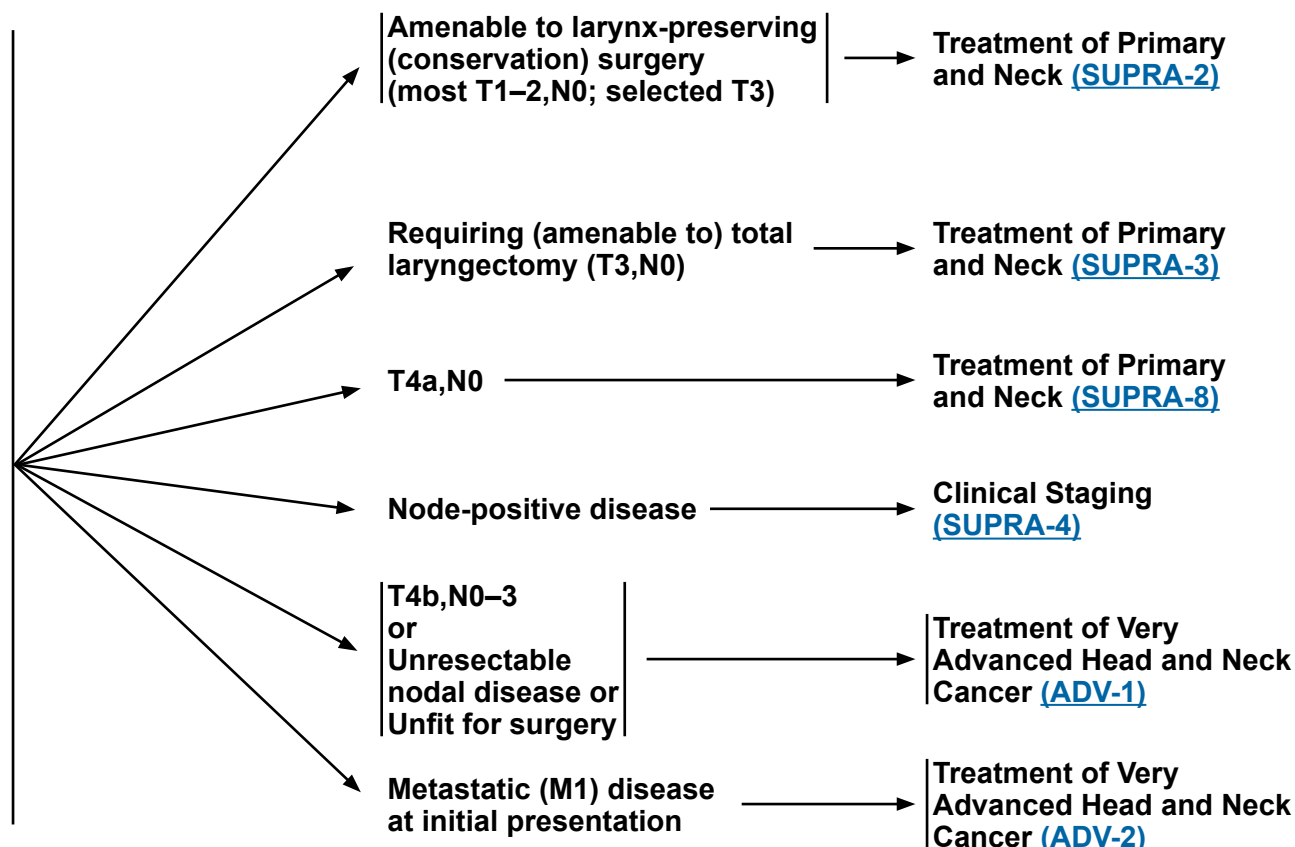 Amenable to larynx-preserving
(conservation) surgery
(most T1–2,N0; selected T3)
Treatment of Primary
and Neck (SUPRA-2)
Requiring (amenable to) total
laryngectomy (T3,N0)
Treatment of Primary
and Neck (SUPRA-3)
T4a,N0
Treatment of Primary
and Neck (SUPRA-8)
Node-positive disease
Clinical Staging
(SUPRA-4)
T4b,N0–3
or
Unresectable
nodal disease or
Unfit for surgery
Treatment of Very
Advanced Head and Neck
Cancer (ADV-1)
Metastatic (M1) disease
at initial presentation
Treatment of Very
Advanced Head and Neck
Cancer (ADV-2)